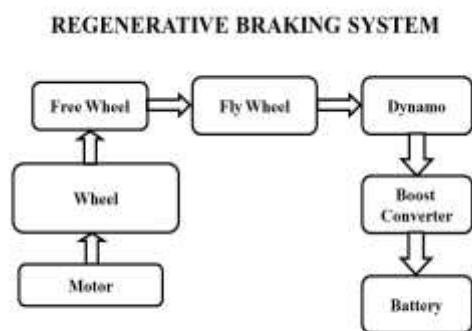 REGENERATIVE BRAKING SYSTEM
Free Wheel
Fly Wheel
Dynamo
Wheel
Boost
Converter
Motor
Battery